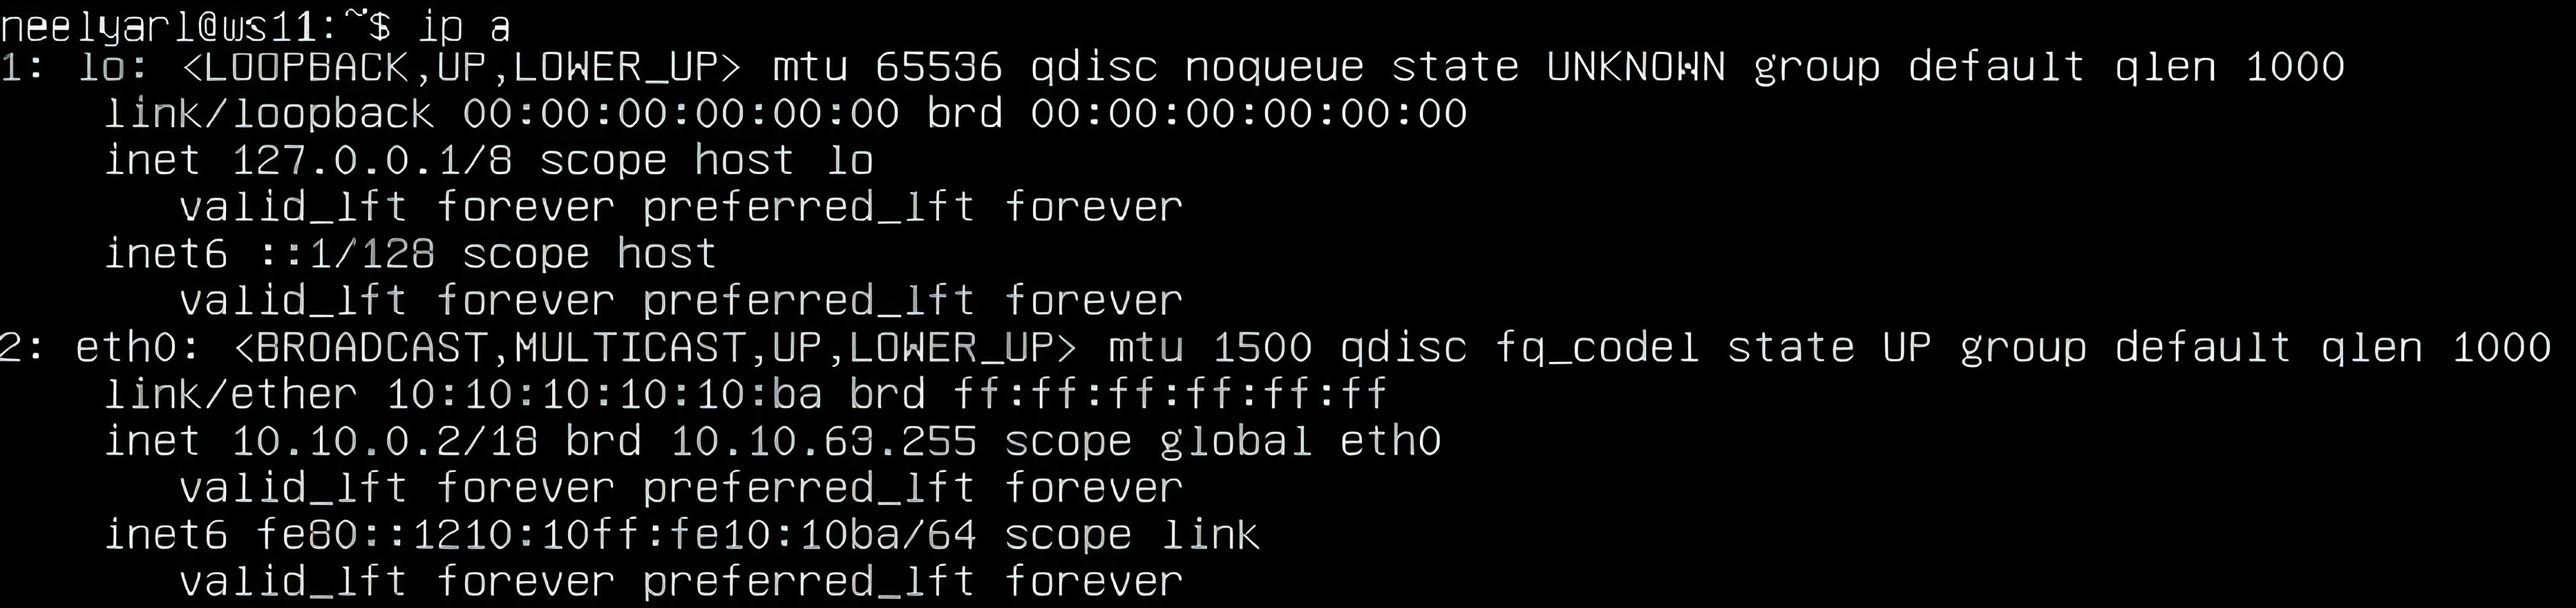 neelyarl@ws11:~$ ip a
1: lo: <LOOPBACK,UP,LOWER_UP> mtu 65536 qdisc noqueue state UNKNOWN group default qlen 1000
    link/loopback 00:00:00:00:00:00 brd 00:00:00:00:00:00
    inet 127.0.0.1/8 scope host lo
       valid_lft forever preferred_lft forever
    inet6 ::1/128 scope host
       valid_lft forever preferred_lft forever
2: eth0: <BROADCAST,MULTICAST,UP,LOWER_UP> mtu 1500 qdisc fq_codel state UP group default qlen 1000
    link/ether 10:10:10:10:10:ba brd ff:ff:ff:ff:ff:ff
    inet 10.10.0.2/18 brd 10.10.63.255 scope global eth0
       valid_lft forever preferred_lft forever
    inet6 fe80::1210:10ff:fe10:10ba/64 scope link
       valid_lft forever preferred_lft forever